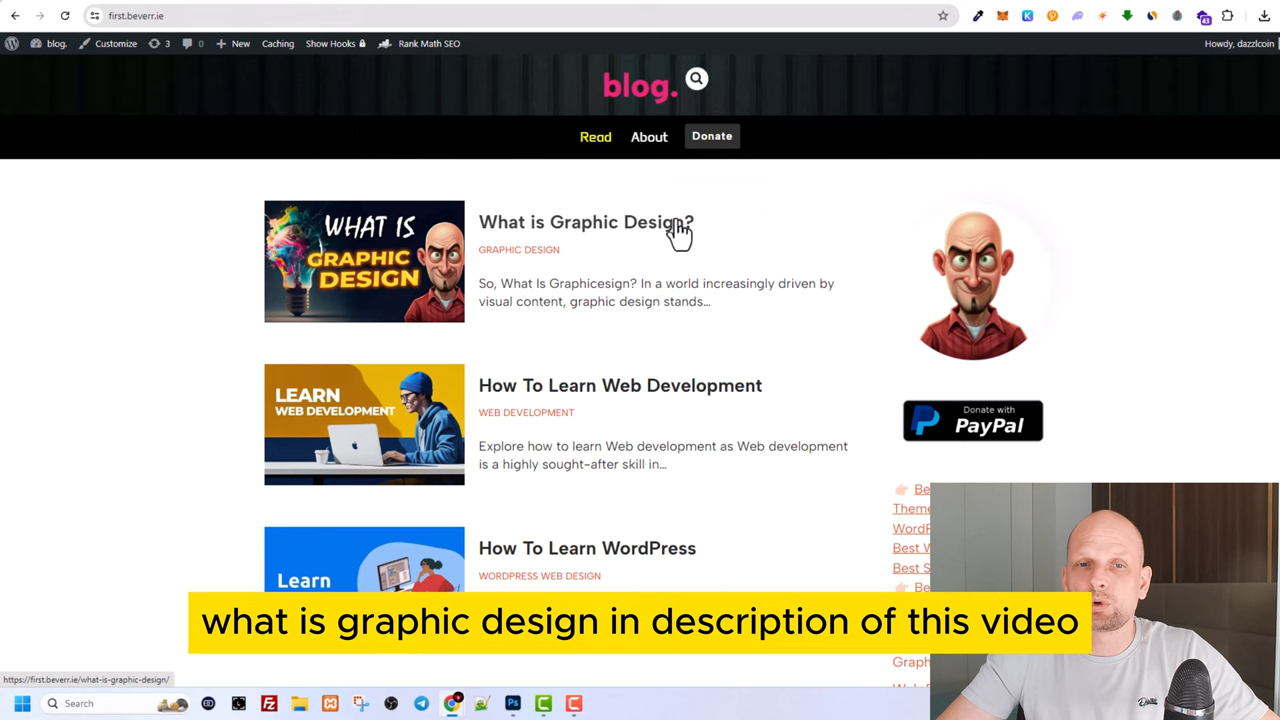 first.beverr.ie
blog.
Customize
3
0
New
Caching
Show Hooks
Rank Math SEO
Howdy, dazzlcoin
43
blog.
Read
About
Donate
WHAT IS
GRAPHIC
DESIGN
What is Graphic Design?
GRAPHIC DESIGN
So, What Is Graphicesign? In a world increasingly driven by
visual content, graphic design stands...
Donate with
PayPal
LEARN
WEB DEVELOPMENT
How To Learn Web Development
WEB DEVELOPMENT
Explore how to learn Web development as Web development
is a highly sought-after skill in...
Learn
How To Learn WordPress
WORDPRESS WEB DESIGN
Best
what is graphic design in description of this video
https://first.beverr.ie/what-is-graphic-design/
Search